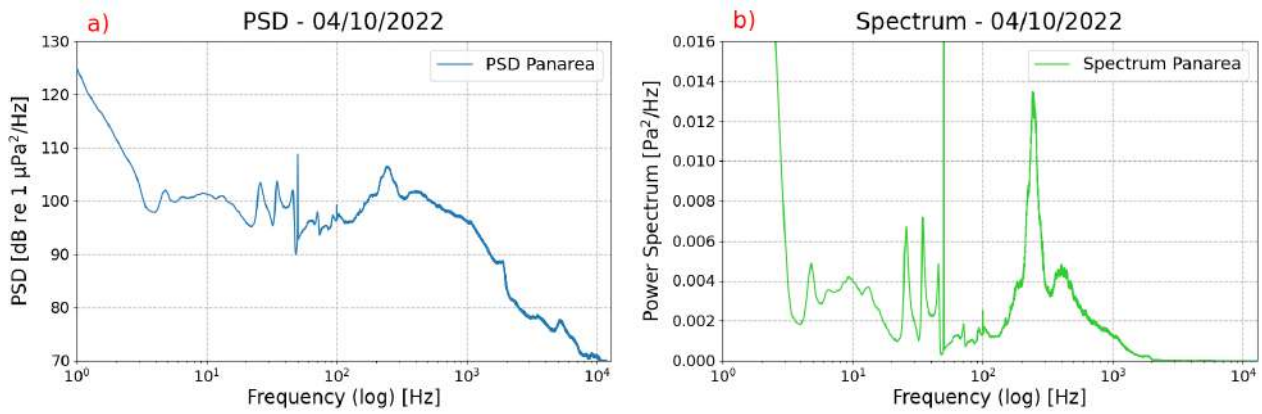 a)
PSD - 04/10/2022
130
120
110
100
90
80
70
PSD [dB re 1 μPa²/Hz]
PSD Panarea
10⁰
10¹
10²
10³
10⁴
Frequency (log) [Hz]
b)
Spectrum - 04/10/2022
0.016
0.014
0.012
0.010
0.008
0.006
0.004
0.002
0.000
Power Spectrum [Pa²/Hz]
Spectrum Panarea
10⁰
10¹
10²
10³
10⁴
Frequency (log) [Hz]